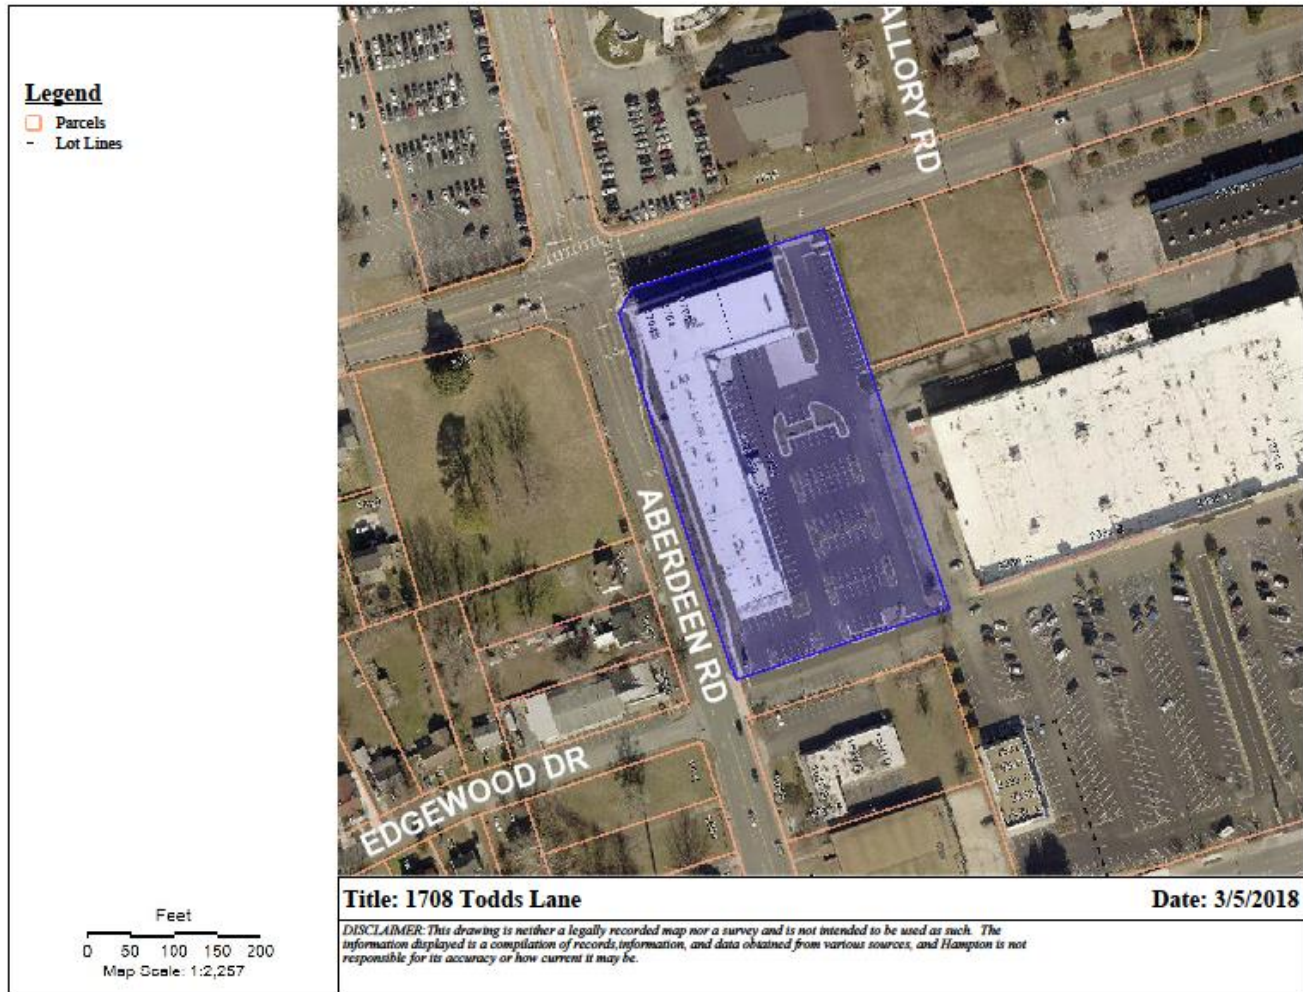 Legend
Parcels
- Lot Lines
ALLORY RD
ABERDEEN RD
EDGEWOOD DR
Feet
0 50 100 150 200
Map Scale: 1:2,257
Title: 1708 Todds Lane
Date: 3/5/2018
DISCLAIMER:This drawing is neither a legally recorded map nor a survey and is not intended to be used as such. The
information displayed is a compilation of records,information, and data obtained from various sources, and Hampton is not
responsible for its accuracy or how current it may be.